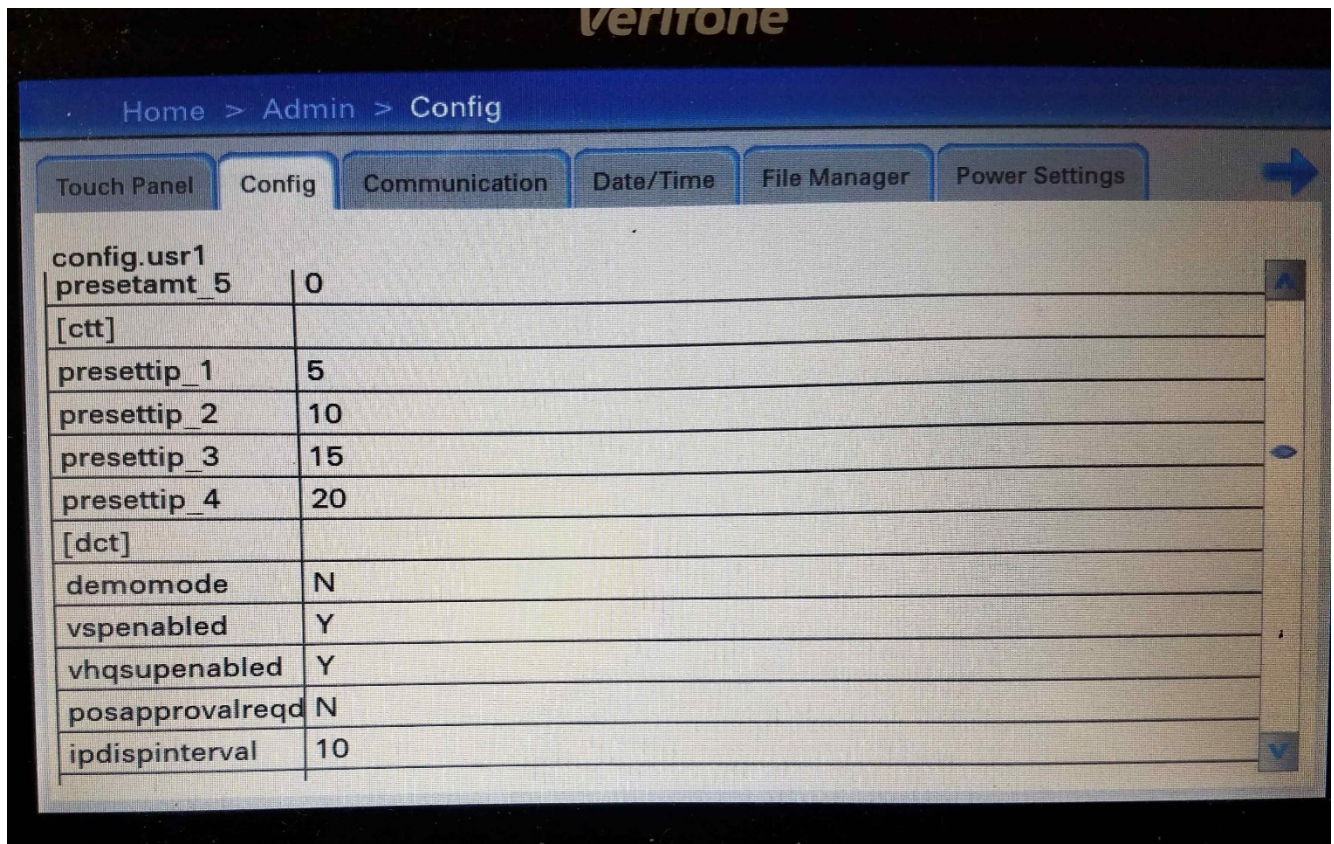 Verifone
Home > Admin > Config
Touch Panel Config Communication Date/Time File Manager Power Settings
config.usr1
presetamt_5 0
[ctt]
presettip_1 5
presettip_2 10
presettip_3 15
presettip_4 20
[dct]
demomode N
vspenabled Y
vhqsupenabled Y
posapprovalreqd N
ipdispinterval 10